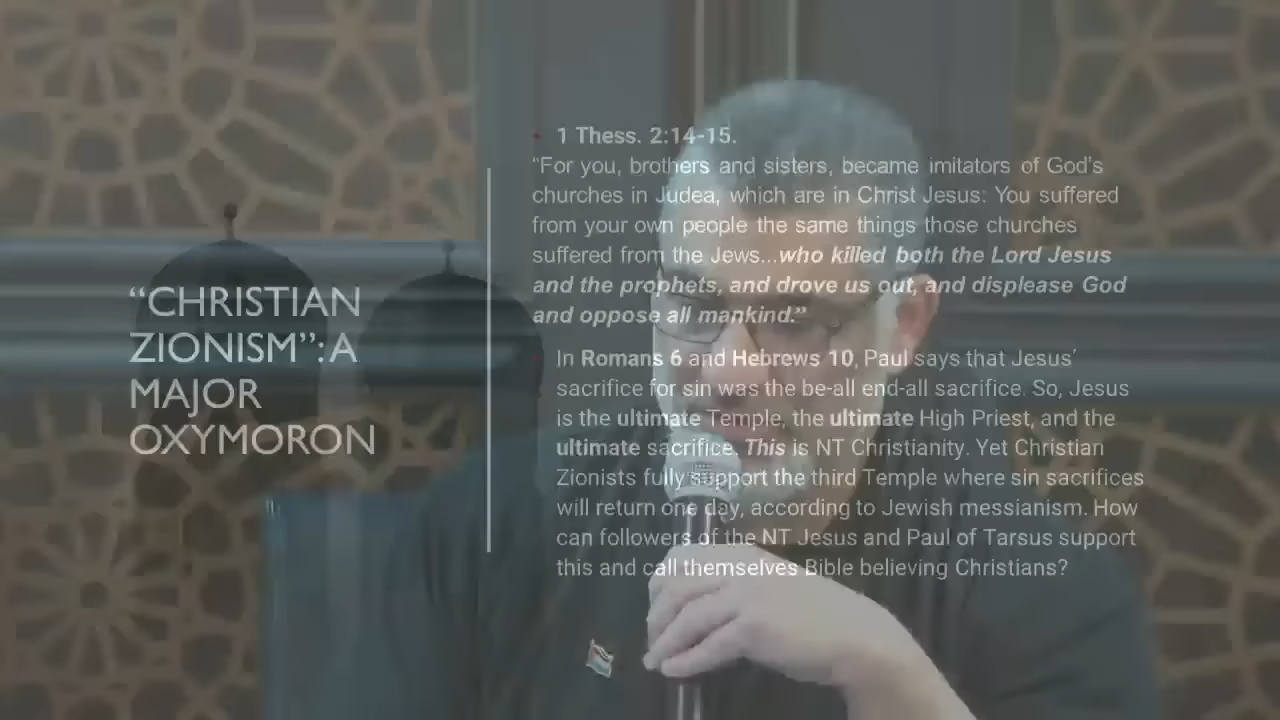 “CHRISTIAN
ZIONISM”: A
MAJOR
OXYMORON
1 Thess. 2:14-15.
“For you, brothers and sisters, became imitators of God’s
churches in Judea, which are in Christ Jesus: You suffered
from your own people the same things those churches
suffered from the Jews...who killed both the Lord Jesus
and the prophets, and drove us out, and displease God
and oppose all mankind.”
In Romans 6 and Hebrews 10, Paul says that Jesus’
sacrifice for sin was the be-all end-all sacrifice. So, Jesus
is the ultimate Temple, the ultimate High Priest, and the
ultimate sacrifice. This is NT Christianity. Yet Christian
Zionists fully support the third Temple where sin sacrifices
will return one day, according to Jewish messianism. How
can followers of the NT Jesus and Paul of Tarsus support
this and call themselves Bible believing Christians?